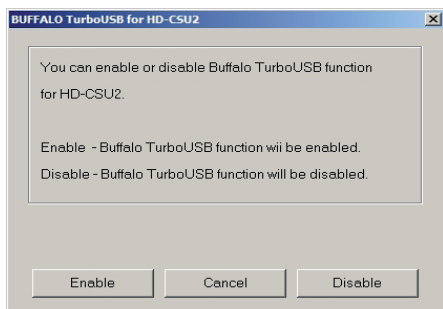 BUFFALO TurboUSB for HD-CSU2
You can enable or disable Buffalo TurboUSB function
for HD-CSU2.
Enable - Buffalo TurboUSB function wii be enabled.
Disable - Buffalo TurboUSB function will be disabled.
Enable
Cancel
Disable